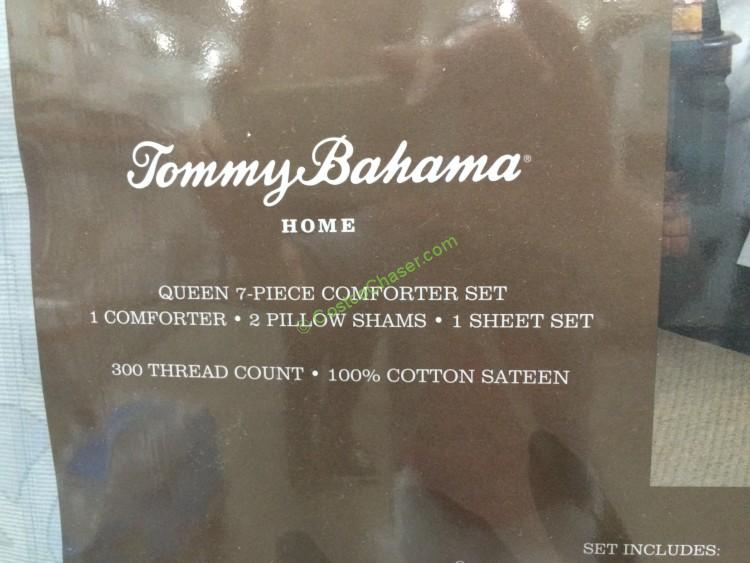 Tommy Bahama®
HOME
QUEEN 7-PIECE COMFORTER SET
1 COMFORTER • 2 PILLOW SHAMS • 1 SHEET SET
300 THREAD COUNT • 100% COTTON SATEEN
SET INCLUDES:
© CostcoChaser.com